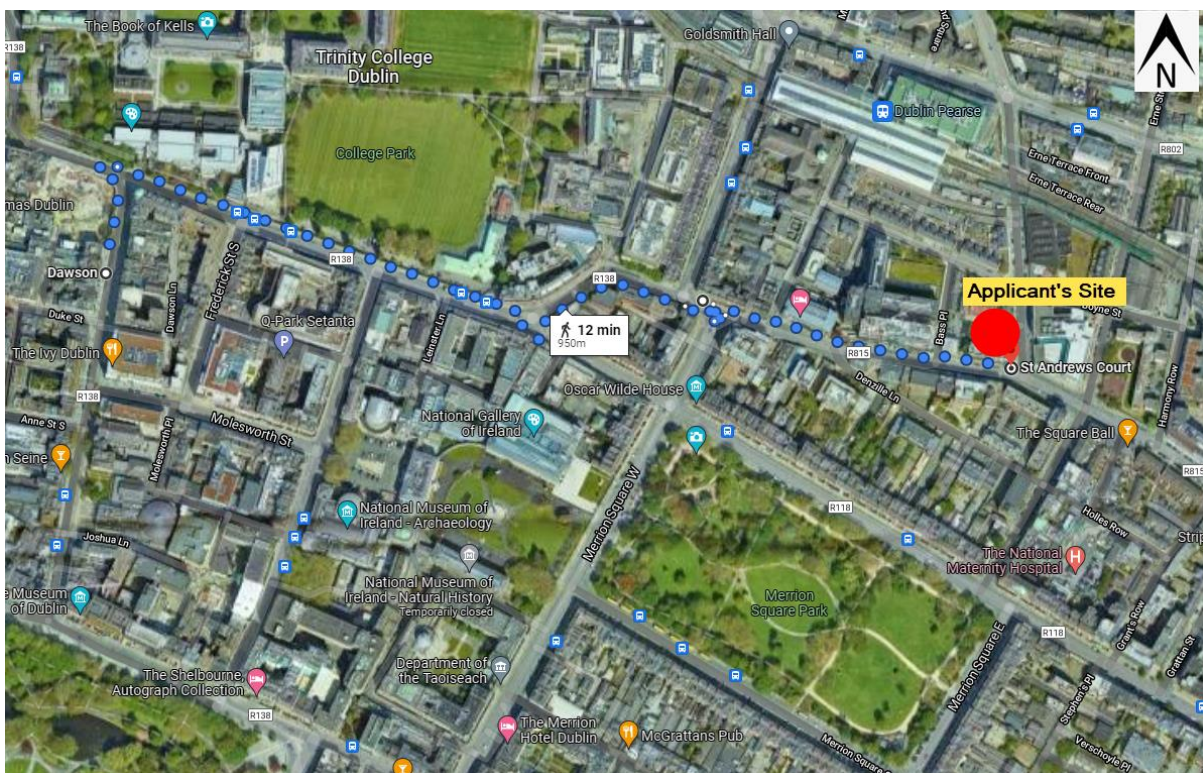 The Book of Kells
R138
Trinity College
Dublin
Goldsmith Hall
N
Dublin Pearse
College Park
Erne St
R802
Erne Terrace Front
Erne Terrace Rear
mas Dublin
Dawson
Frederick St S
R138
R138
Dawson Ln
Duke St
Q-Park Setanta
P
Leinster Ln
12 min
950m
Applicant's Site
Boyne St
Bass Pl
R815
St Andrews Court
The Ivy Dublin
R138
Molesworth St
Molesworth Pl
Anne St S
n Seine
Oscar Wilde House
Denzille Ln
Harmony Row
The Square Ball
R815
National Gallery
of Ireland
Merrion Square W
R118
Holles Row
National Museum of
Ireland - Archaeology
Joshua Ln
National Museum of
Ireland - Natural History
Temporarily closed
The National
Maternity Hospital
H
Strip
e Museum
of Dublin
Merrion
Square Park
Merrion Square E
R118
Grant's Row
Grattan St
Department of
the Taoiseach
The Shelbourne,
Autograph Collection
R138
Stephen's Pl
The Merrion
Hotel Dublin
McGrattans Pub
Merrion Square S
Verschoyle Pl